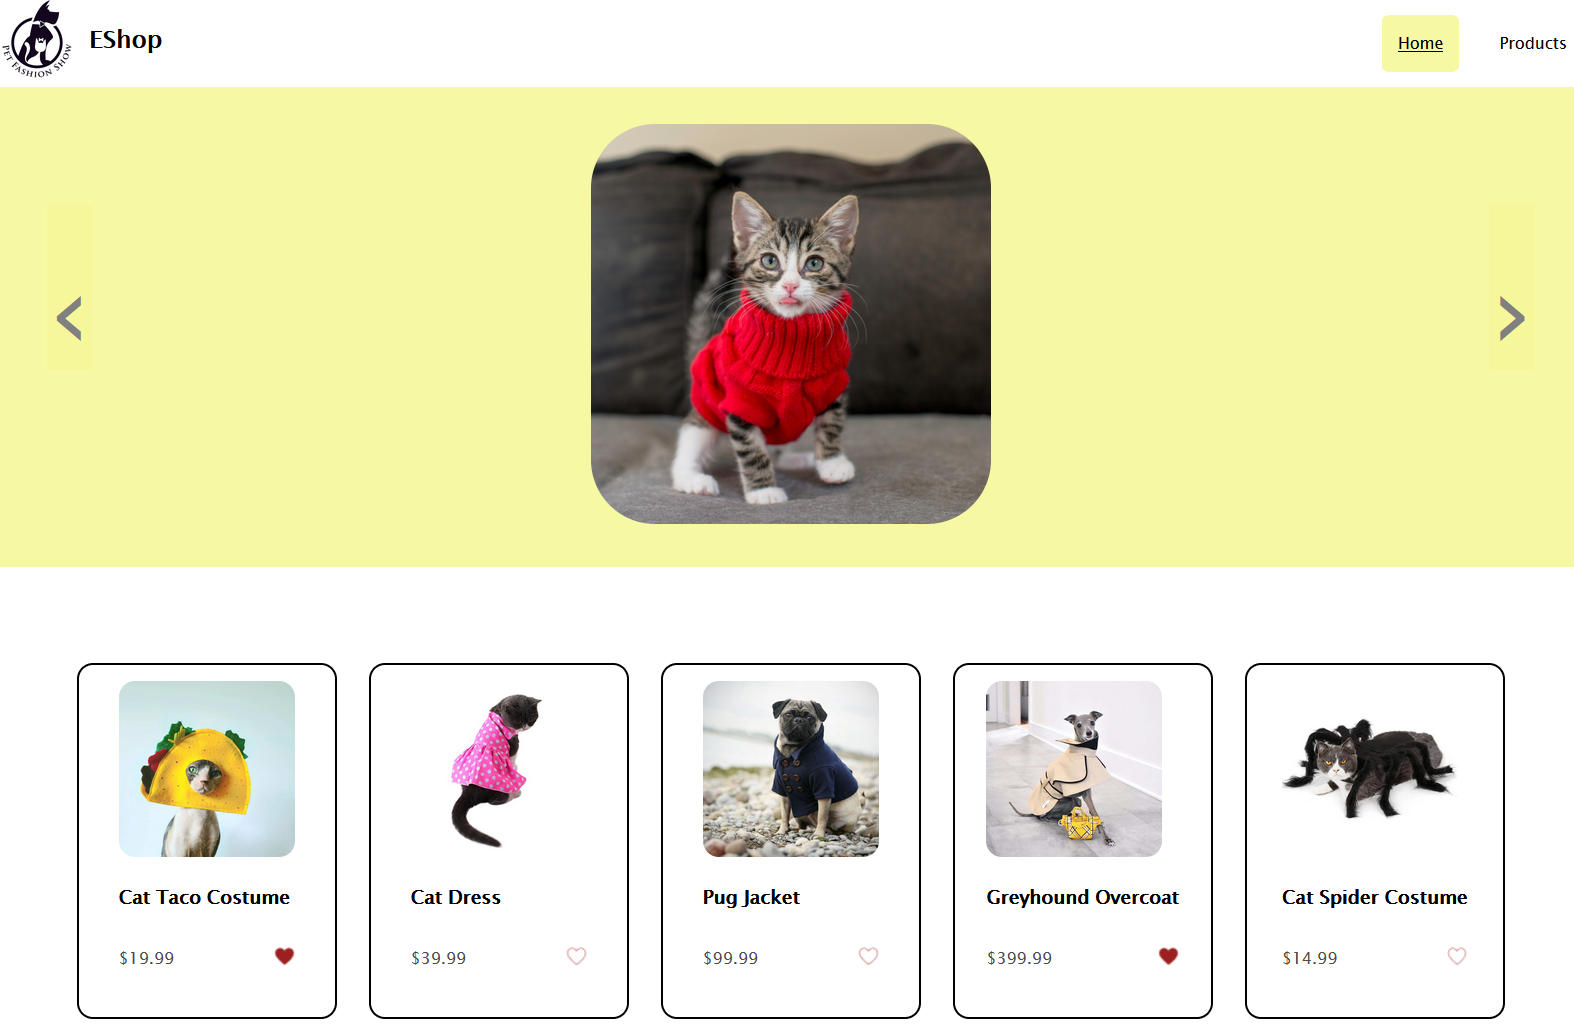 PET FASHION SHOW
EShop
Home
Products
<
>
Cat Taco Costume
Cat Dress
Pug Jacket
Greyhound Overcoat
Cat Spider Costume
$19.99
$39.99
$99.99
$399.99
$14.99